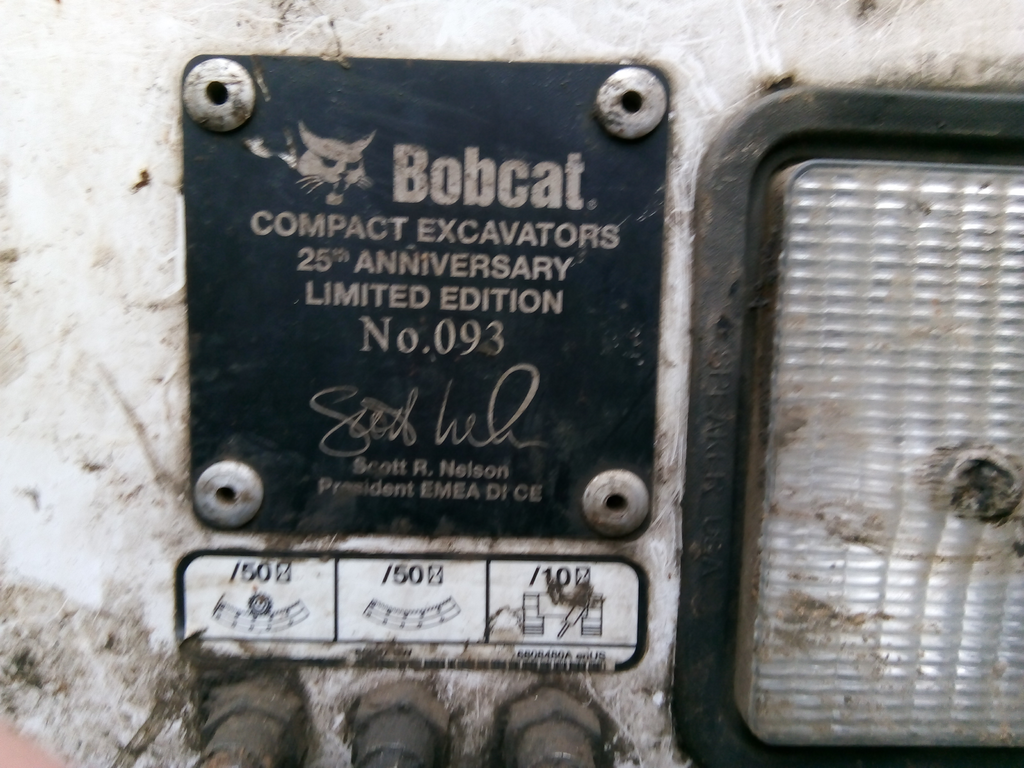 Bobcat
COMPACT EXCAVATORS
25th ANNIVERSARY
LIMITED EDITION
No.093
Scott R. Nelson
President EMEA DI CE
/50 /50 /10